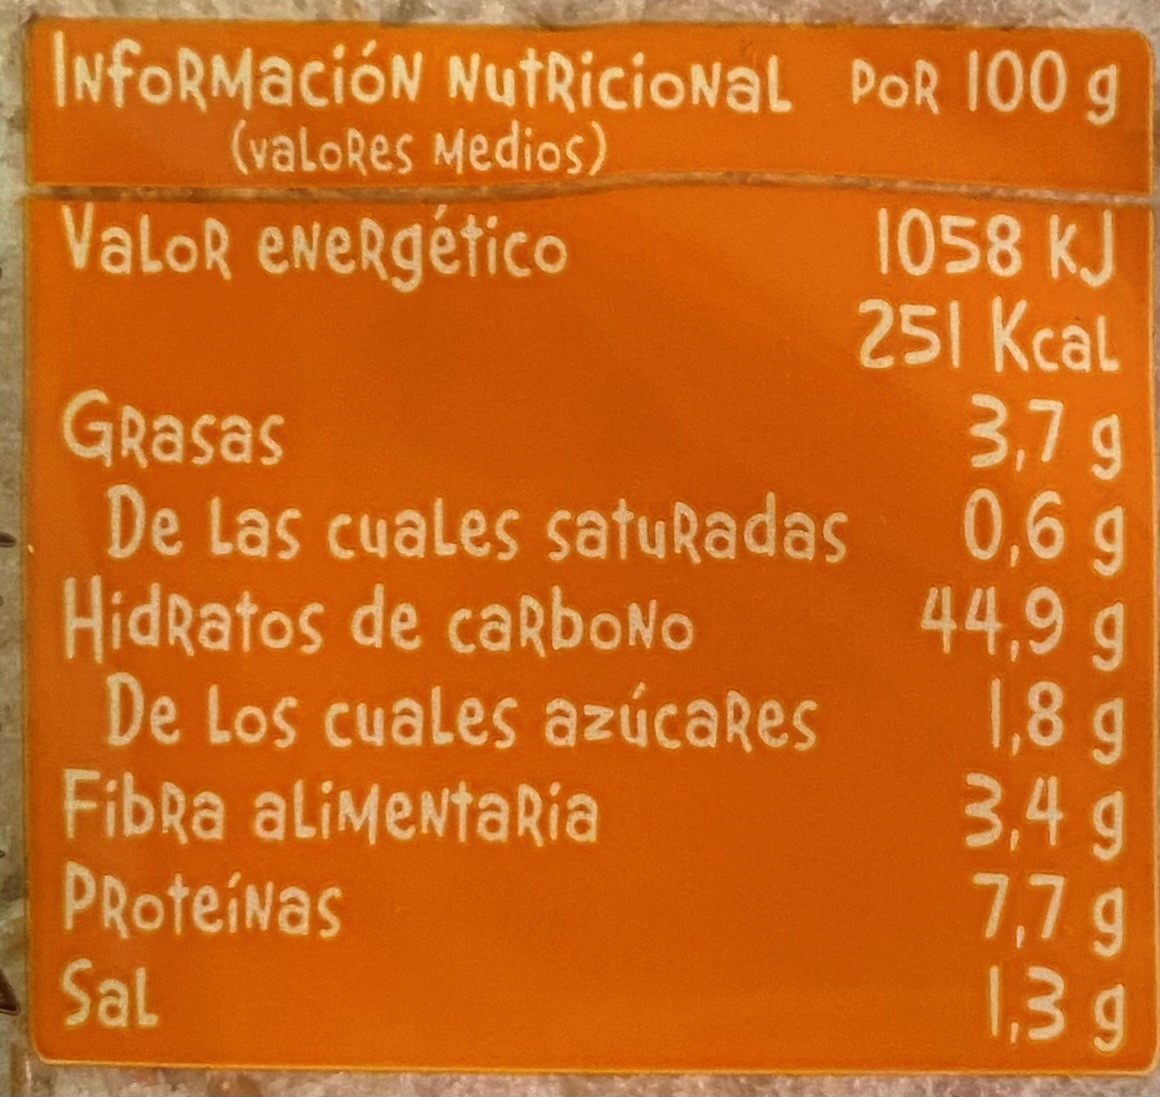 Información nutricional por 100 g
(valores medios)
Valor energético 1058 kJ
251 Kcal
Grasas 3,7 g
De las cuales saturadas 0,6 g
Hidratos de carbono 44,9 g
De los cuales azúcares 1,8 g
Fibra alimentaria 3,4 g
Proteínas 7,7 g
Sal 1,3 g